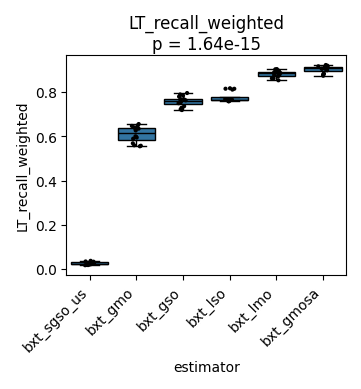 LT_recall_weighted
p = 1.64e-15
LT_recall_weighted
0.8
0.6
0.4
0.2
0.0
bxt_sgso_us
bxt_gmo
bxt_gso
bxt_lso
bxt_lmo
bxt_gmosa
estimator